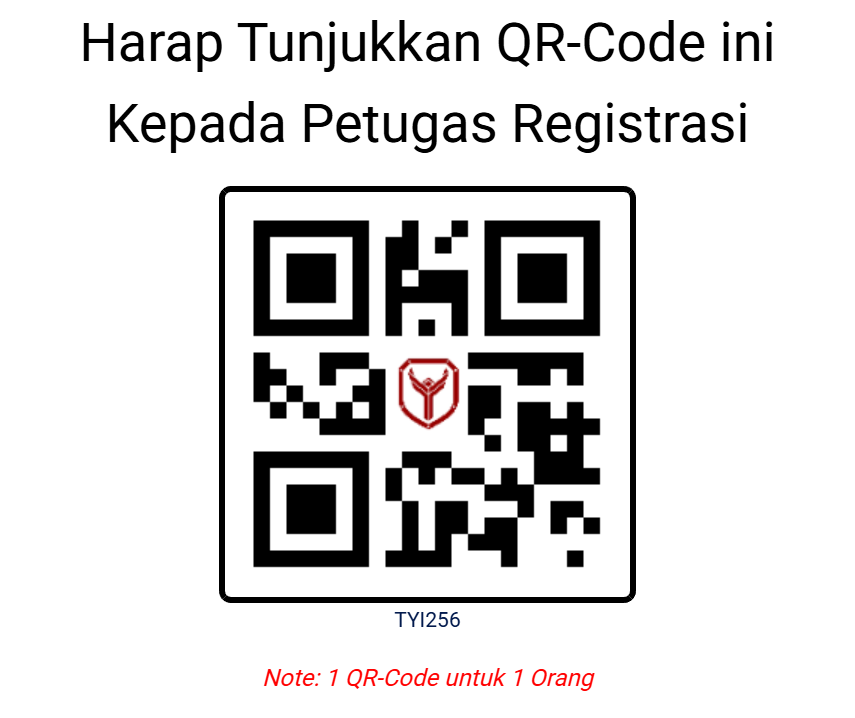 Harap Tunjukkan QR-Code ini
Kepada Petugas Registrasi
TYI256
Note: 1 QR-Code untuk 1 Orang